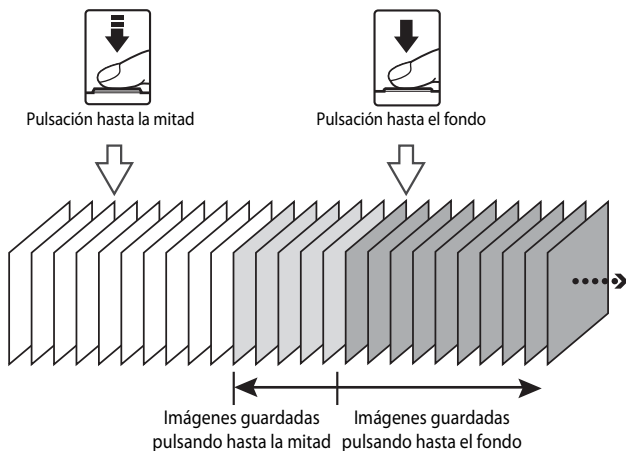 Pulsación hasta la mitad
Pulsación hasta el fondo
Imágenes guardadas
pulsando hasta la mitad
Imágenes guardadas
pulsando hasta el fondo